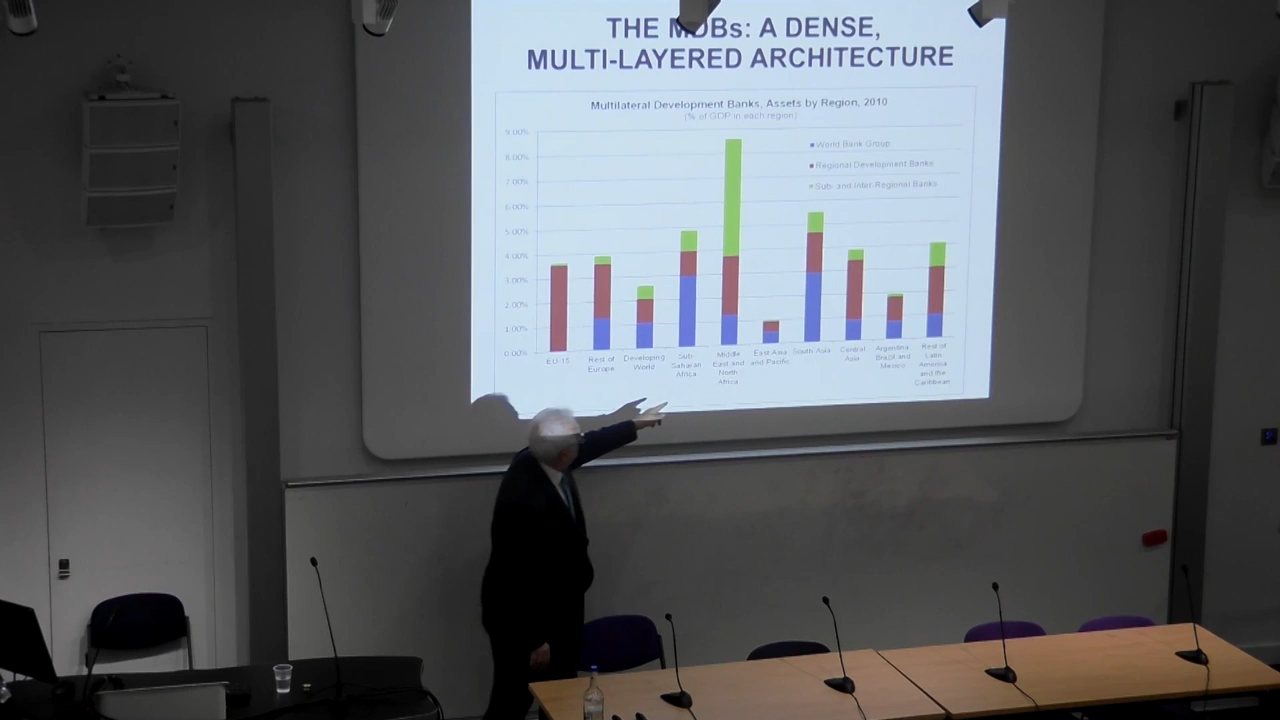 THE MDBs: A DENSE,
MULTI-LAYERED ARCHITECTURE
Multilateral Development Banks, Assets by Region, 2010
(% of GDP in each region)
9.00%
8.00%
7.00%
6.00%
5.00%
4.00%
3.00%
2.00%
1.00%
0.00%
World Bank Group
Regional Development Banks
Sub- and Inter-Regional Banks
EU-15
Rest of
Europe
Developing
World
Sub-
Saharan
Africa
Middle
East and
North
Africa
East Asia
and Pacific
South Asia
Central
Asia
Argentina
Brazil and
Mexico
Rest of
Latin
America
and the
Caribbean